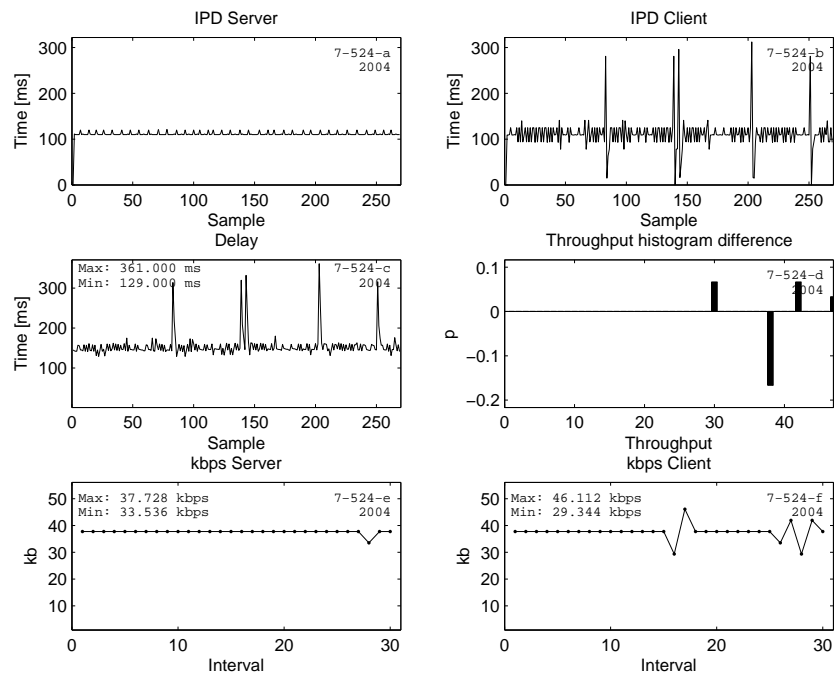 IPD Server
7-524-a
2004
300
200
100
0
Time [ms]
0 50 100 150 200 250
Sample
IPD Client
7-524-b
2004
300
200
100
0
Time [ms]
0 50 100 150 200 250
Sample
Delay
Max: 361.000 ms
Min: 129.000 ms
7-524-c
2004
300
200
100
Time [ms]
0 50 100 150 200 250
Sample
Throughput histogram difference
7-524-d
2004
0.1
0
−0.1
−0.2
p
0 10 20 30 40
Throughput
kbps Server
Max: 37.728 kbps
Min: 33.536 kbps
7-524-e
2004
50
40
30
20
10
kb
0 10 20 30
Interval
kbps Client
Max: 46.112 kbps
Min: 29.344 kbps
7-524-f
2004
50
40
30
20
10
kb
0 10 20 30
Interval